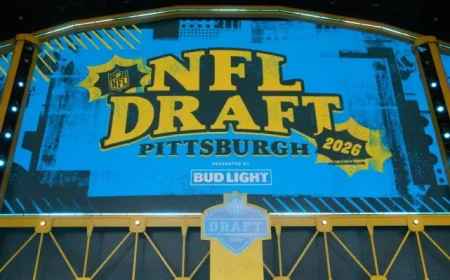 NFL
NFL
DRAFT
PITTSBURGH
2026
PRESENTED BY
BUD LIGHT
DRAFT